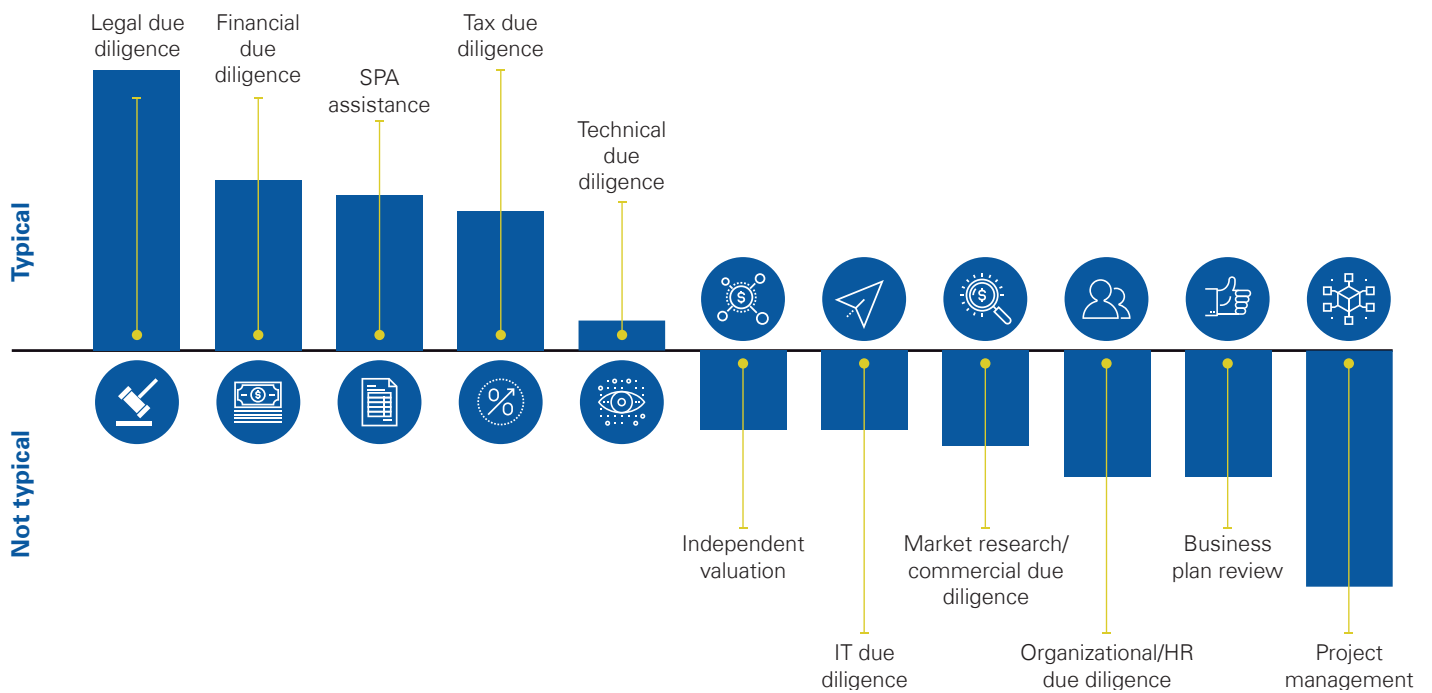 Legal due
diligence
Financial
due
diligence
SPA
assistance
Tax due
diligence
Technical
due
diligence
Typical
Not typical
$
$
$
%
Independent
valuation
IT due
diligence
Market research/
commercial due
diligence
Organizational/HR
due diligence
Business
plan review
Project
management